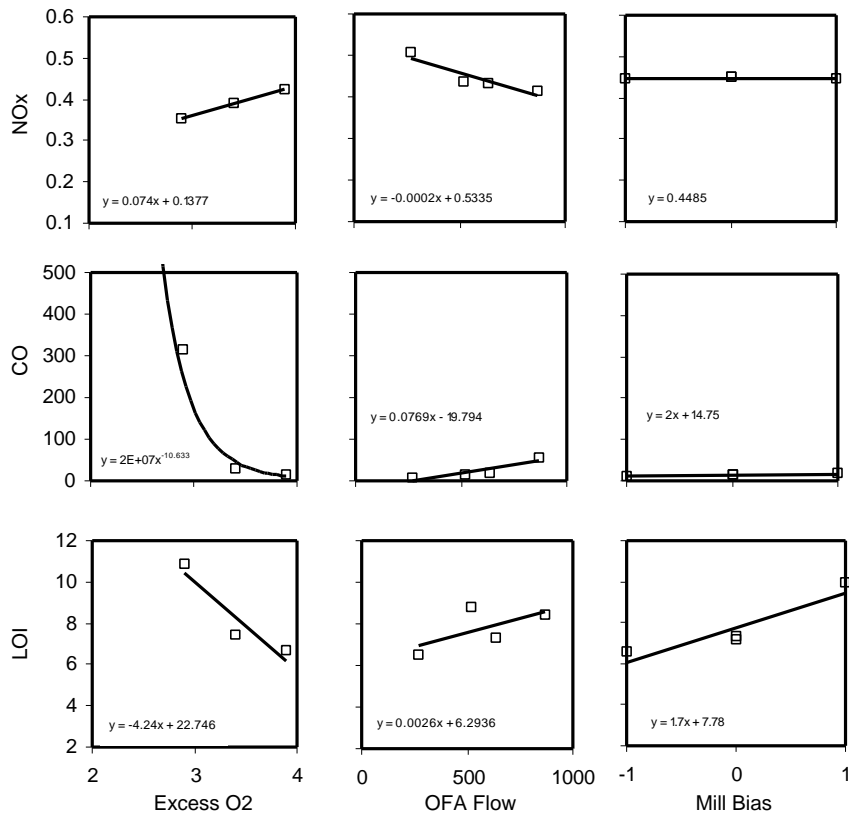 0.6
0.5
0.4
0.3
0.2
0.1
NOx
y = 0.074x + 0.1377
y = -0.0002x + 0.5335
y = 0.4485
500
400
300
200
100
0
CO
y = 2E+07x^-10.633
y = 0.0769x - 19.794
y = 2x + 14.75
12
10
8
6
4
2
LOI
y = -4.24x + 22.746
y = 0.0026x + 6.2936
y = 1.7x + 7.78
2 3 4
0 500 1000
-1 0 1
Excess O2
OFA Flow
Mill Bias